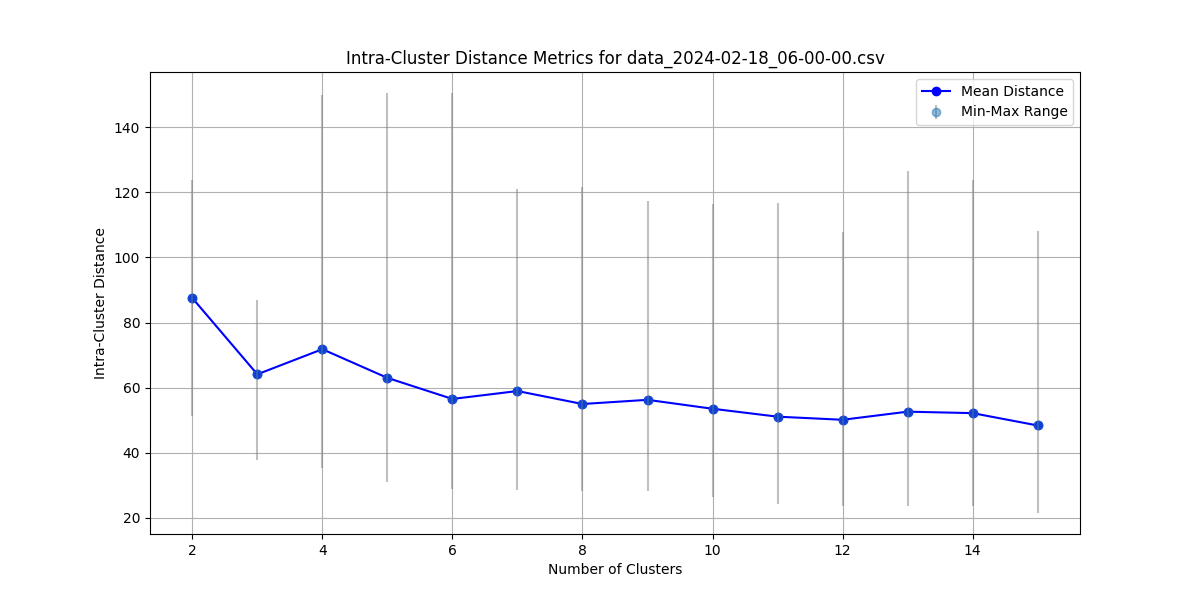 Intra-Cluster Distance Metrics for data_2024-02-18_06-00-00.csv
Mean Distance
Min-Max Range
Intra-Cluster Distance
140
120
100
80
60
40
20
2 4 6 8 10 12 14
Number of Clusters